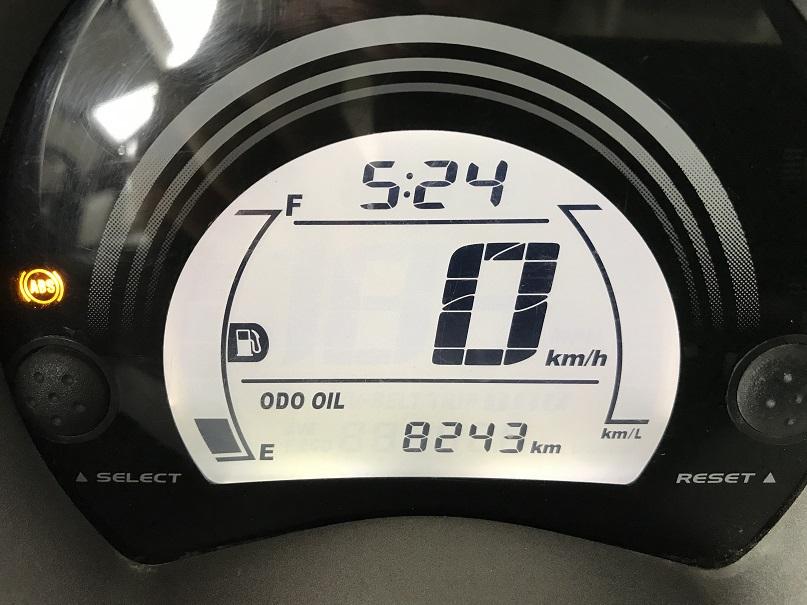 5:24
F
0 km/h
ABS
ODO OIL
8243 km
E
km/L
▲ SELECT
RESET ▲